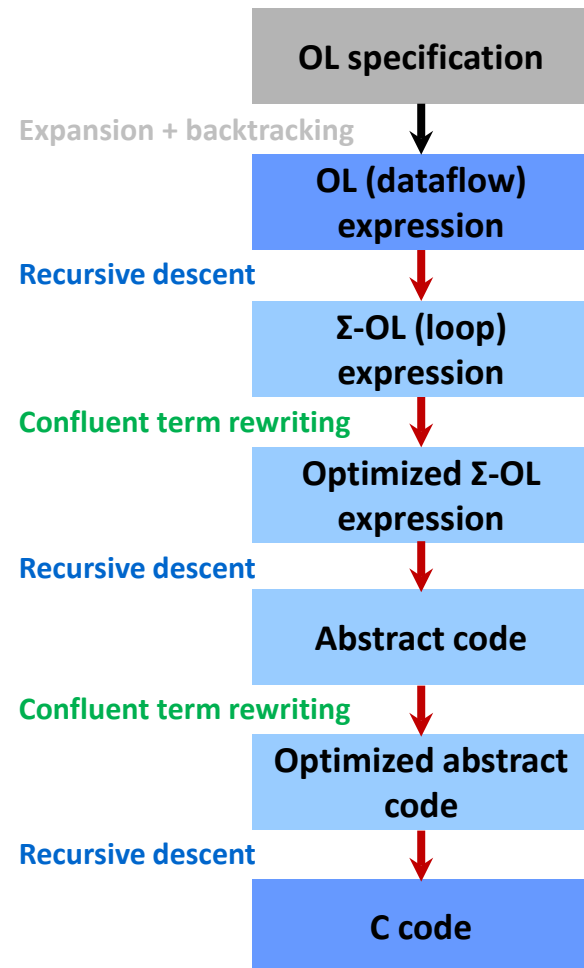 OL specification
Expansion + backtracking
OL (dataflow)
expression
Recursive descent
Σ-OL (loop)
expression
Confluent term rewriting
Optimized Σ-OL
expression
Recursive descent
Abstract code
Confluent term rewriting
Optimized abstract
code
Recursive descent
C code